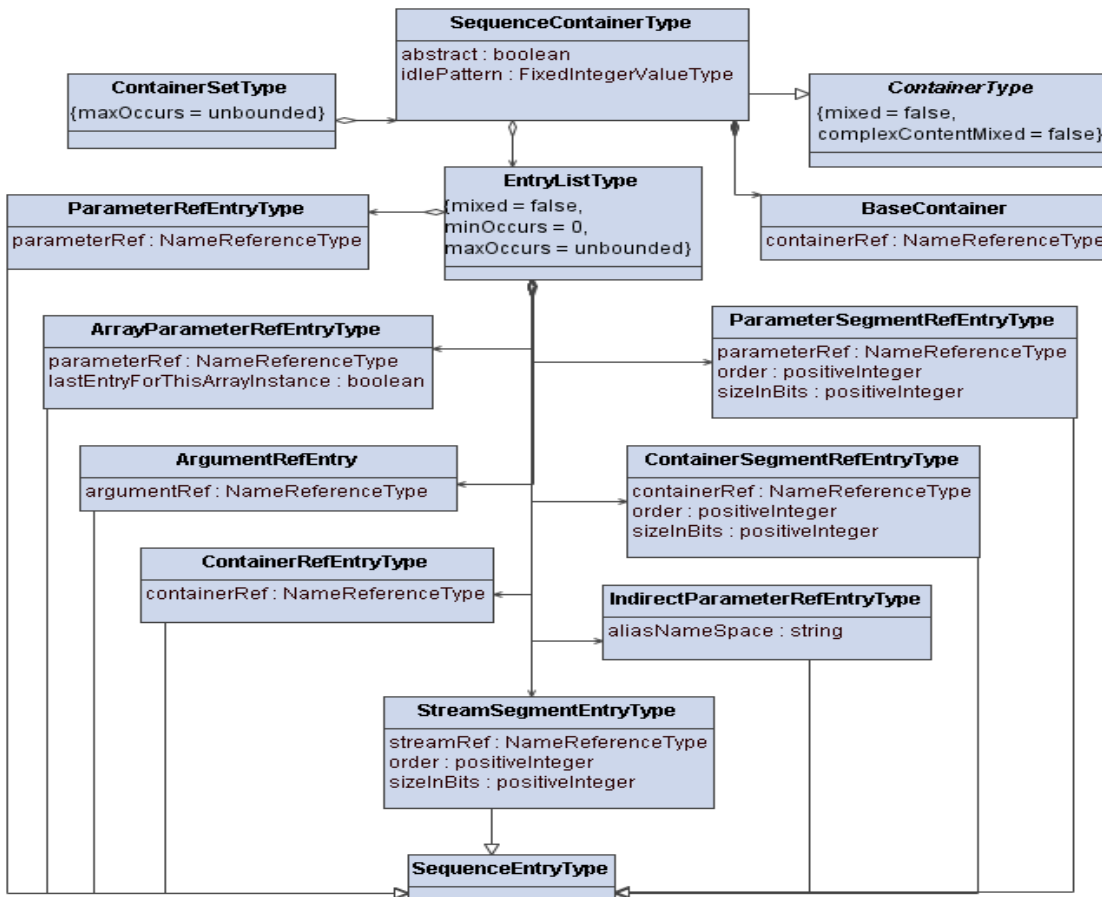 SequenceContainerType
abstract : boolean
idlePattern : FixedIntegerValueType
ContainerSetType
{maxOccurs = unbounded}
ContainerType
{mixed = false,
complexContentMixed = false}
EntryListType
{mixed = false,
minOccurs = 0,
maxOccurs = unbounded}
ParameterRefEntryType
parameterRef : NameReferenceType
BaseContainer
containerRef : NameReferenceType
ArrayParameterRefEntryType
parameterRef : NameReferenceType
lastEntryForThisArrayInstance : boolean
ParameterSegmentRefEntryType
parameterRef : NameReferenceType
order : positiveInteger
sizeInBits : positiveInteger
ArgumentRefEntry
argumentRef : NameReferenceType
ContainerSegmentRefEntryType
containerRef : NameReferenceType
order : positiveInteger
sizeInBits : positiveInteger
ContainerRefEntryType
containerRef : NameReferenceType
IndirectParameterRefEntryType
aliasNameSpace : string
StreamSegmentEntryType
streamRef : NameReferenceType
order : positiveInteger
sizeInBits : positiveInteger
SequenceEntryType